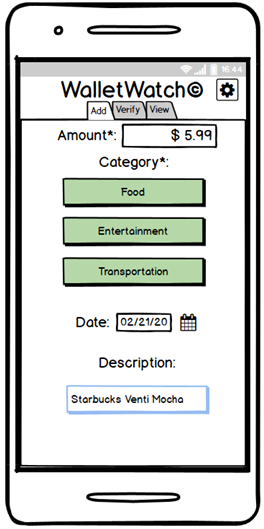 16:44
WalletWatch©
Add Verify View
Amount*: $ 5.99
Category*:
Food
Entertainment
Transportation
Date: 02/21/20
Description:
Starbucks Venti Mocha